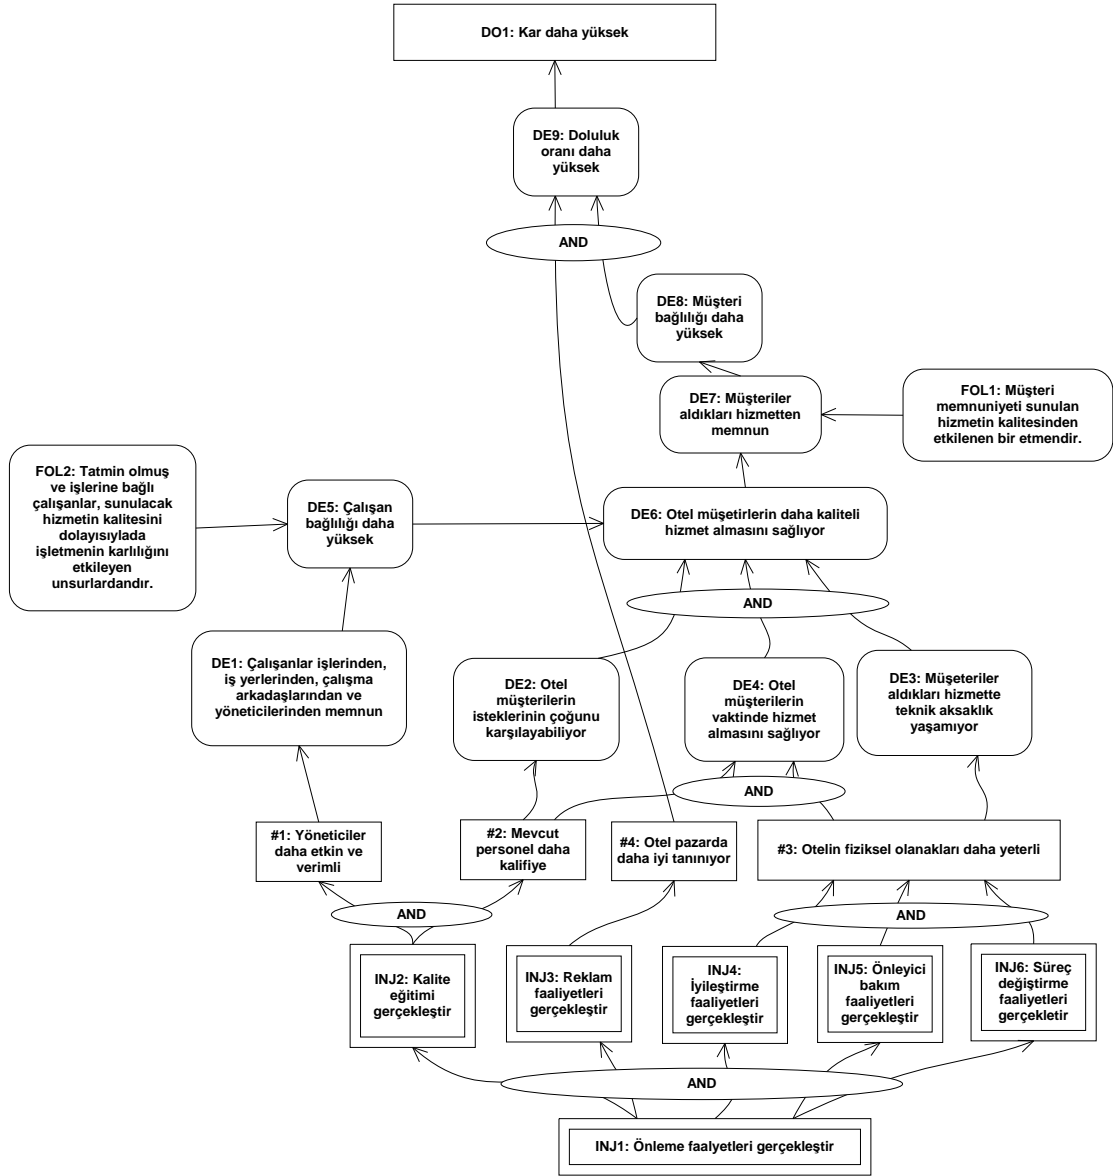 DO1: Kar daha yüksek
DE9: Doluluk
oranı daha
yüksek
AND
DE8: Müşteri
bağlılığı daha
yüksek
DE7: Müşteriler
aldıkları hizmetten
memnun
FOL1: Müşteri
memnuniyeti sunulan
hizmetin kalitesinden
etkilenen bir etmendir.
FOL2: Tatmin olmuş
ve işlerine bağlı
çalışanlar, sunulacak
hizmetin kalitesini
dolayısıylada
işletmenin karlılığını
etkileyen
unsurlardandır.
DE5: Çalışan
bağlılığı daha
yüksek
DE6: Otel müşetirlerin daha kaliteli
hizmet almasını sağlıyor
AND
DE1: Çalışanlar işlerinden,
iş yerlerinden, çalışma
arkadaşlarından ve
yöneticilerinden memnun
DE2: Otel
müşterilerin
isteklerinin çoğunu
karşılayabiliyor
DE4: Otel
müşterilerin
vaktinde hizmet
almasını sağlıyor
DE3: Müşeteriler
aldıkları hizmette
teknik aksaklık
yaşamıyor
AND
#1: Yöneticiler
daha etkin ve
verimli
#2: Mevcut
personel daha
kalifiye
#4: Otel pazarda
daha iyi tanınıyor
#3: Otelin fiziksel olanakları daha yeterli
AND
AND
INJ2: Kalite
eğitimi
gerçekleştir
INJ3: Reklam
faaliyetleri
gerçekleştir
INJ4:
İyileştirme
faaliyetleri
gerçekleştir
INJ5: Önleyici
bakım
faaliyetleri
gerçekleştir
INJ6: Süreç
değiştirme
faaliyetleri
gerçekletir
AND
INJ1: Önleme faalyetleri gerçekleştir